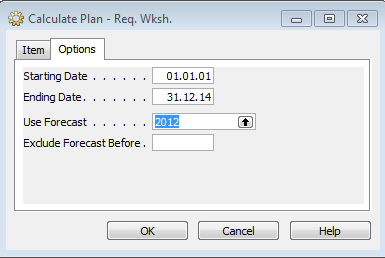 Calculate Plan - Req. Wksh.
Item Options
Starting Date . . . . . . 01.01.01
Ending Date . . . . . . 31.12.14
Use Forecast . . . . . . 2012
Exclude Forecast Before .
OK Cancel Help